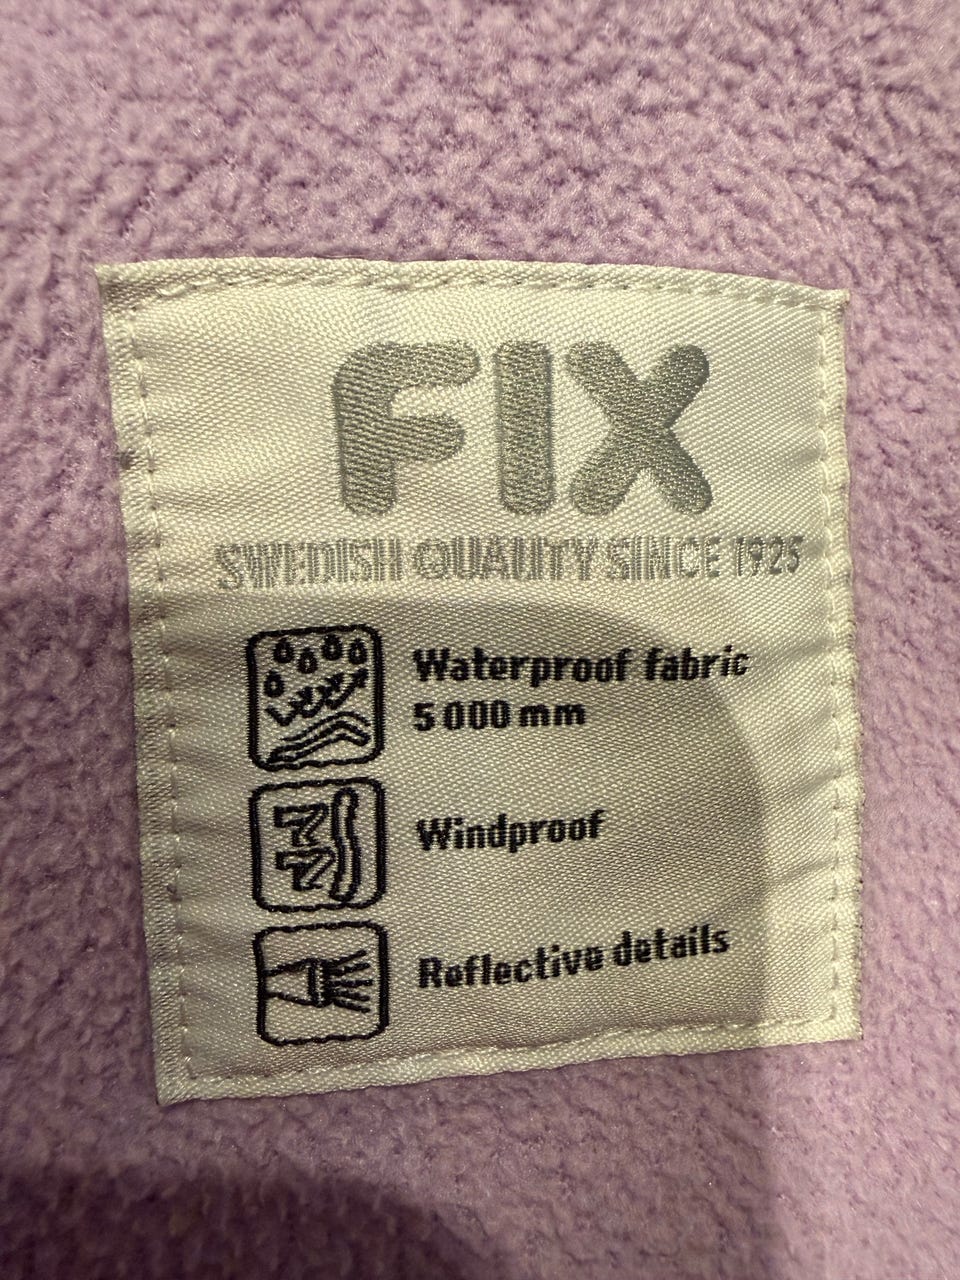 FIX
SWEDISH QUALITY SINCE 1925
Waterproof fabric
5 000 mm
Windproof
Reflective details